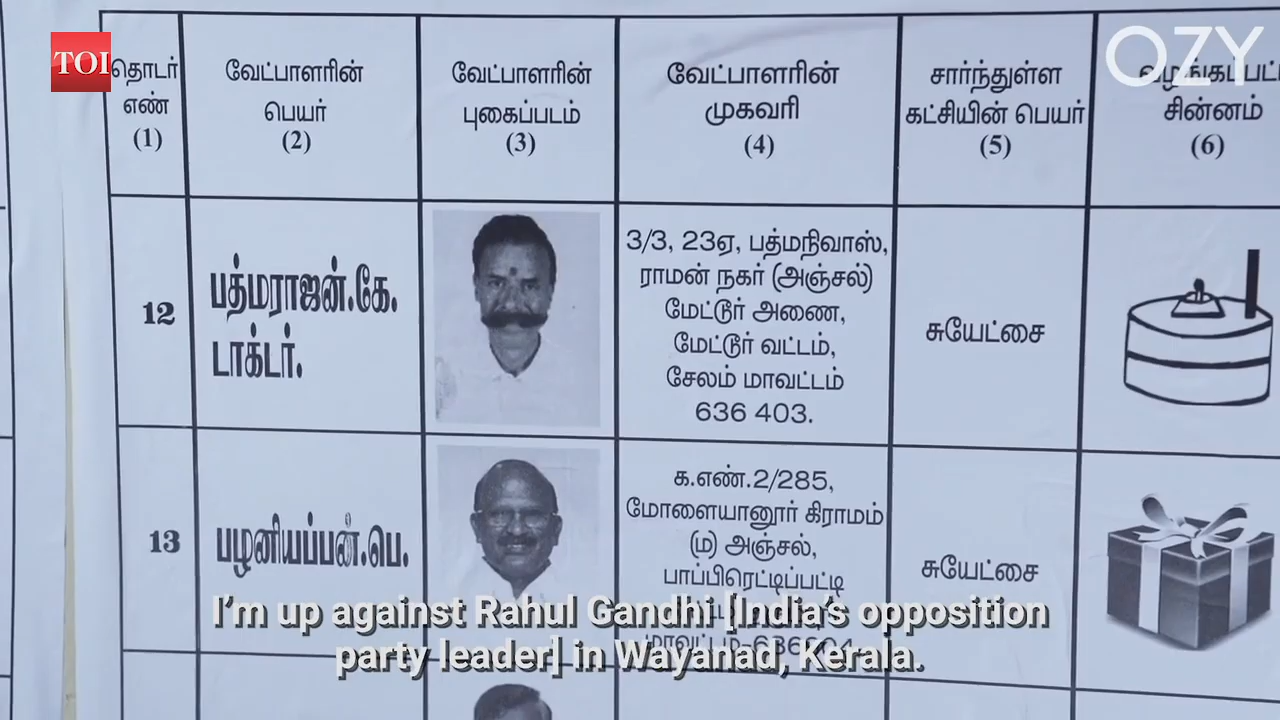 TOI
OZY
தொடர்
எண்
(1)
வேட்பாளரின்
பெயர்
(2)
வேட்பாளரின்
புகைப்படம்
(3)
வேட்பாளரின்
முகவரி
(4)
சார்ந்துள்ள
கட்சியின் பெயர்
(5)
சின்னம்
(6)
12
பத்மராஜன்.கே.
டாக்டர்.
3/3, 23ஏ, பத்மநிவாஸ்,
ராமன் நகர் (அஞ்சல்)
மேட்டூர் அணை,
மேட்டூர் வட்டம்,
சேலம் மாவட்டம்
636 403.
சுயேட்சை
13
பழனியப்பன்.பெ.
க.எண்.2/285,
மோளையானூர் கிராமம்
(ம) அஞ்சல்,
பாப்பிரெட்டிப்பட்டி
சுயேட்சை
I'm up against Rahul Gandhi [India's opposition
party leader] in Wayanad, Kerala.